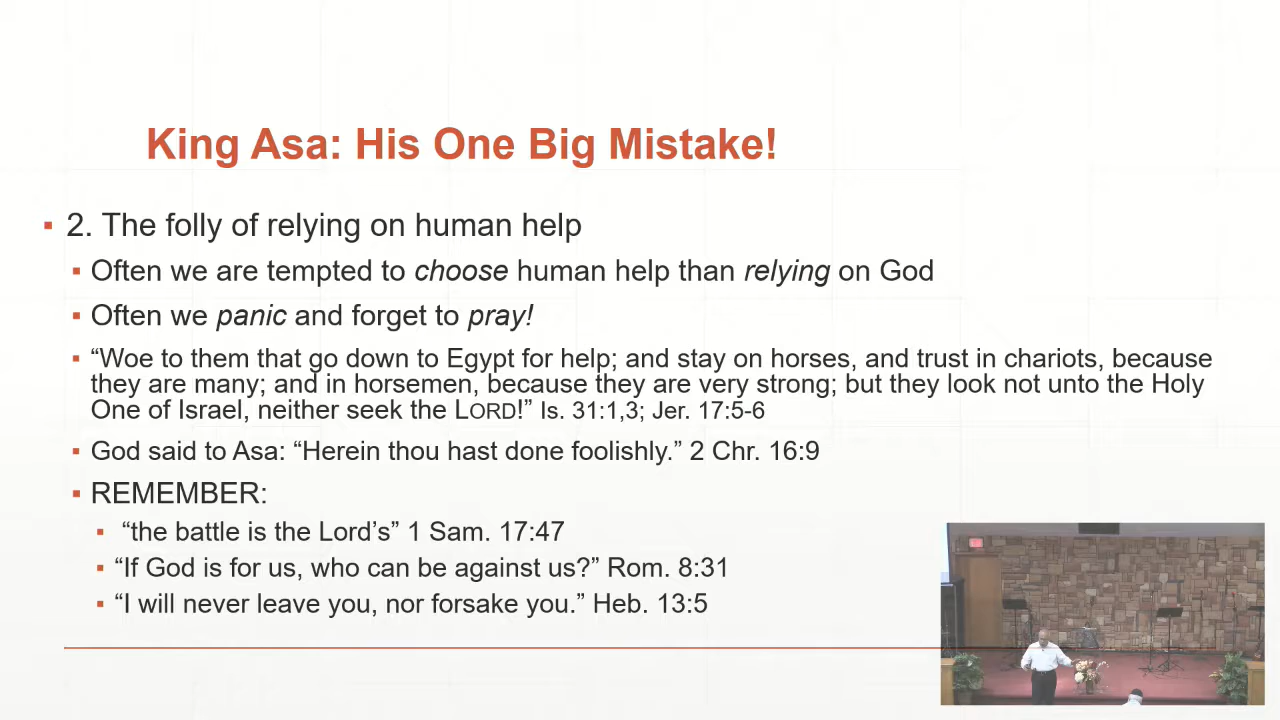 King Asa: His One Big Mistake!
2. The folly of relying on human help
Often we are tempted to choose human help than relying on God
Often we panic and forget to pray!
“Woe to them that go down to Egypt for help; and stay on horses, and trust in chariots, because
they are many; and in horsemen, because they are very strong; but they look not unto the Holy
One of Israel, neither seek the LORD!” Is. 31:1,3; Jer. 17:5-6
God said to Asa: “Herein thou hast done foolishly.” 2 Chr. 16:9
REMEMBER:
“the battle is the Lord’s” 1 Sam. 17:47
“If God is for us, who can be against us?” Rom. 8:31
“I will never leave you, nor forsake you.” Heb. 13:5